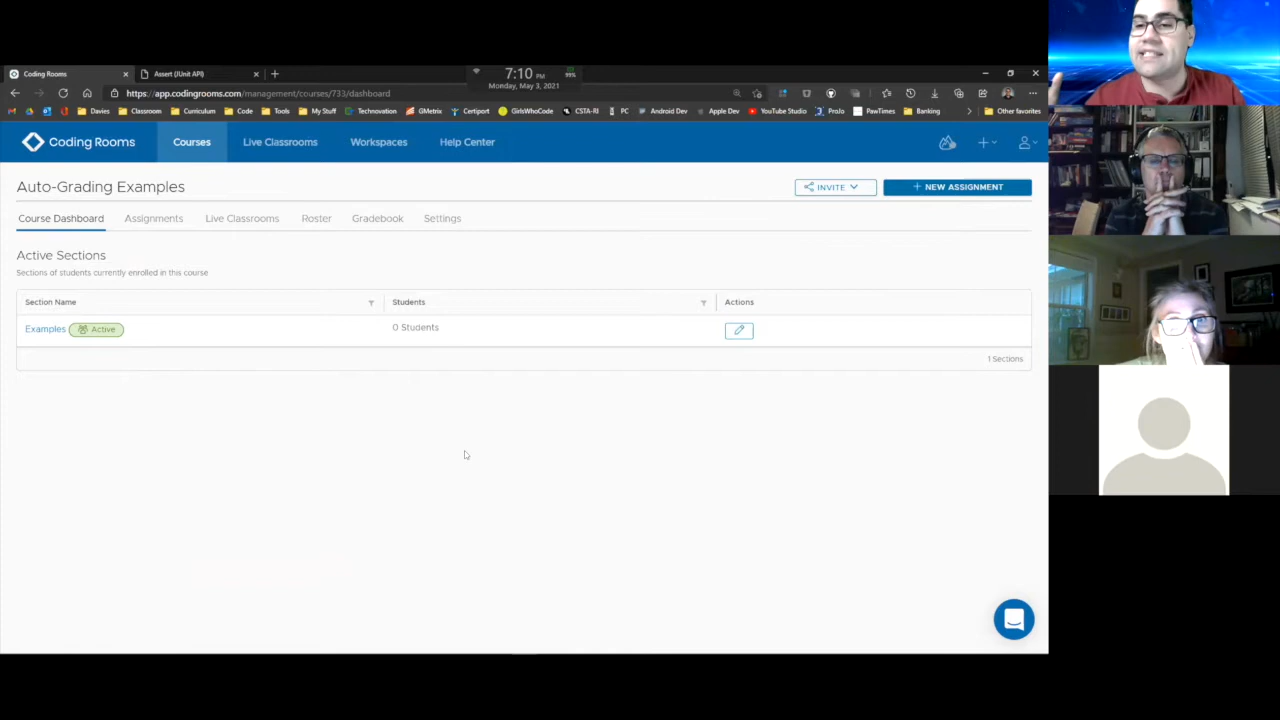 Coding Rooms
Assert (JUnit API)
7:10 PM
99%
Monday, May 3, 2021
https://app.codingrooms.com/management/courses/733/dashboard
Davies
Classroom
Curriculum
Code
Tools
My Stuff
Technovation
GMetrix
Certiport
GirlsWhoCode
CSTA-RI
PC
Android Dev
Apple Dev
YouTube Studio
ProJo
PawTimes
Banking
Other favorites
Coding Rooms
Courses
Live Classrooms
Workspaces
Help Center
Auto-Grading Examples
INVITE
+ NEW ASSIGNMENT
Course Dashboard
Assignments
Live Classrooms
Roster
Gradebook
Settings
Active Sections
Sections of students currently enrolled in this course
Section Name
Students
Actions
Examples
Active
0 Students
1 Sections